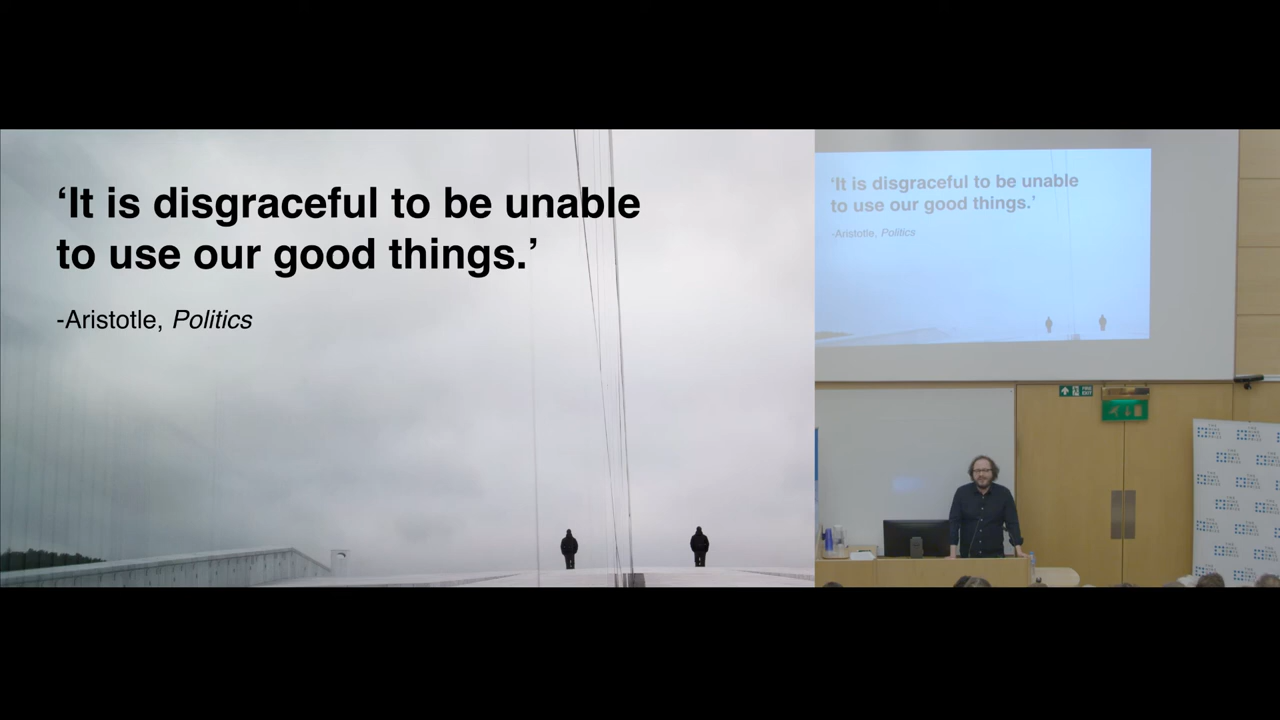 ‘It is disgraceful to be unable
to use our good things.’
-Aristotle, Politics
‘It is disgraceful to be unable
to use our good things.’
-Aristotle, Politics